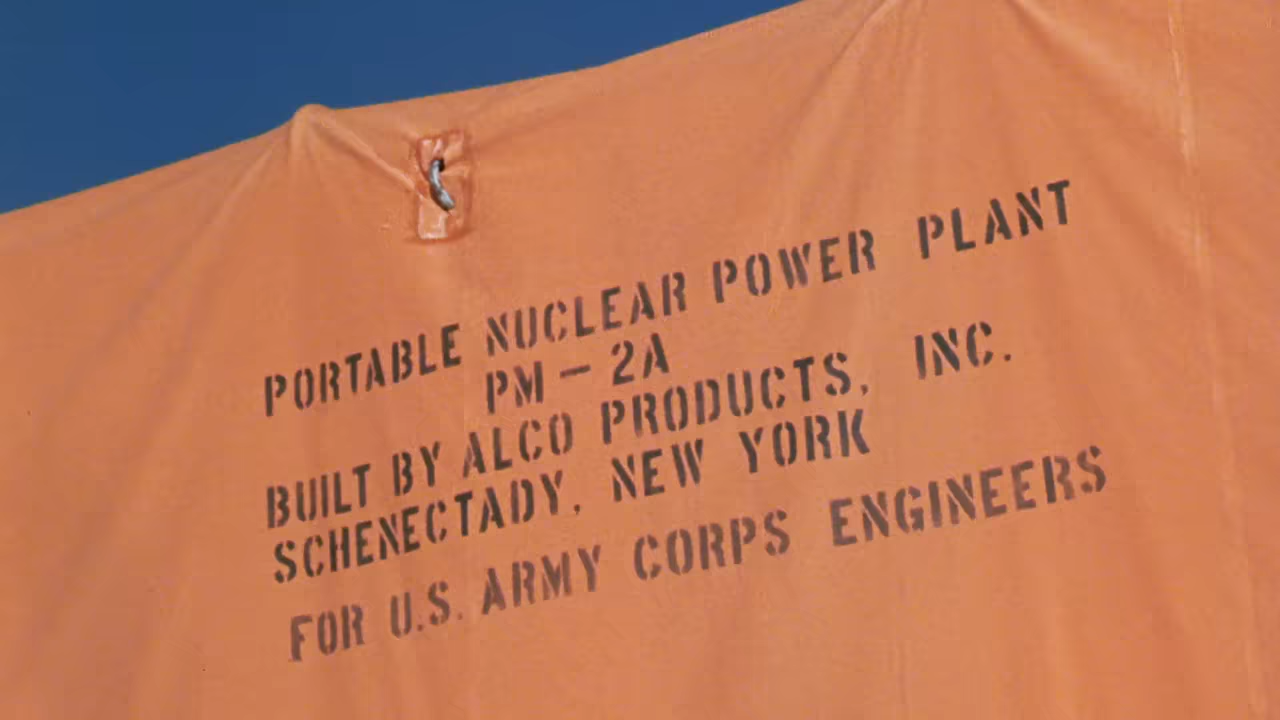 PORTABLE NUCLEAR POWER PLANT
PM - 2A
BUILT BY ALCO PRODUCTS, INC.
SCHENECTADY, NEW YORK
FOR U.S. ARMY CORPS ENGINEERS